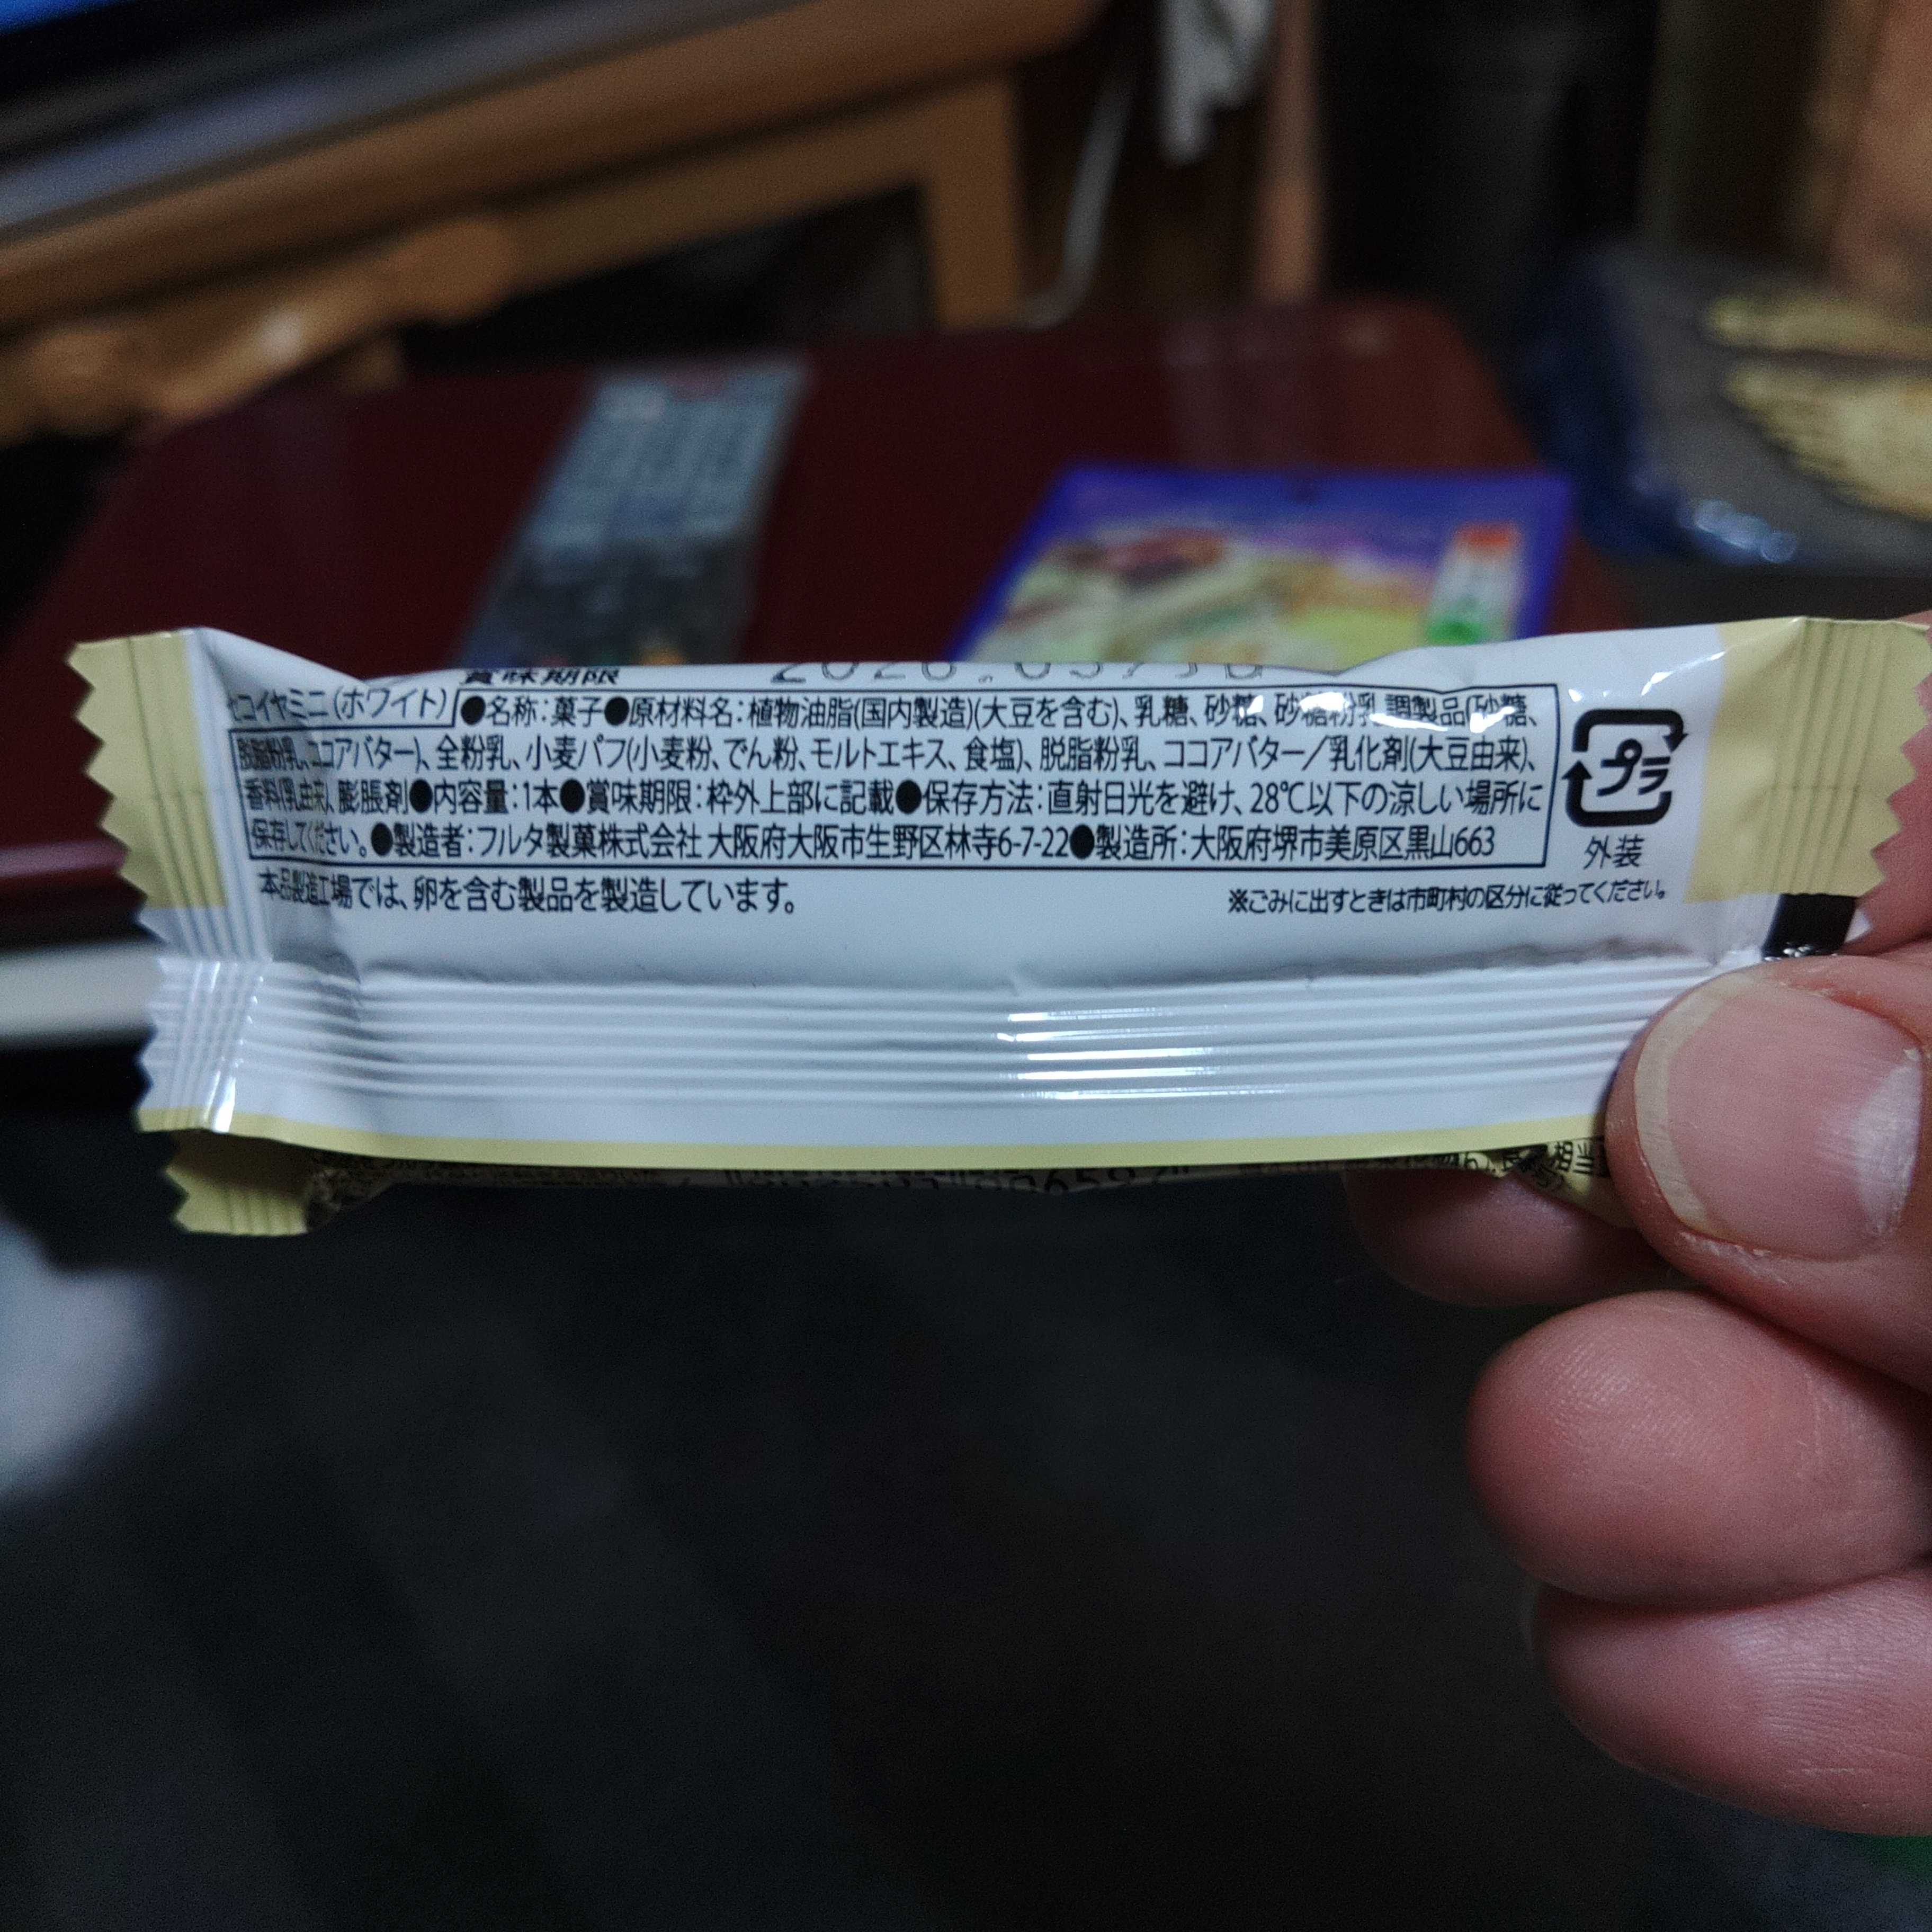 賞味期限
セコイヤミニ(ホワイト) ●名称:菓子●原材料名:植物油脂(国内製造)(大豆を含む)、乳糖、砂糖、砂糖粉乳調製品(砂糖、
脱脂粉乳、ココアバター)、全粉乳、小麦パフ(小麦粉、でん粉、モルトエキス、食塩)、脱脂粉乳、ココアバター/乳化剤(大豆由来)、
香料(乳由来)、膨脹剤●内容量:1本●賞味期限:枠外上部に記載●保存方法:直射日光を避け、28℃以下の涼しい場所に
保存してください。●製造者:フルタ製菓株式会社 大阪府大阪市生野区林寺6-7-22●製造所:大阪府堺市美原区黒山663
プラ
外装
本品製造工場では、卵を含む製品を製造しています。
※ごみに出すときは市町村の区分に従ってください。